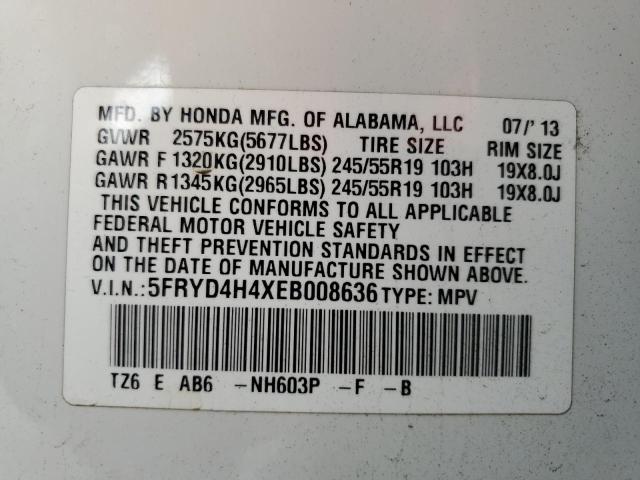 MFD. BY HONDA MFG. OF ALABAMA, LLC 07/' 13
GVWR 2575KG(5677LBS) TIRE SIZE RIM SIZE
GAWR F 1320KG(2910LBS) 245/55R19 103H 19X8.0J
GAWR R1345KG(2965LBS) 245/55R19 103H 19X8.0J
THIS VEHICLE CONFORMS TO ALL APPLICABLE
FEDERAL MOTOR VEHICLE SAFETY
AND THEFT PREVENTION STANDARDS IN EFFECT
ON THE DATE OF MANUFACTURE SHOWN ABOVE.
V.I.N.:5FRYD4H4XEB008636 TYPE: MPV
TZ6 E AB6 -NH603P -F -B